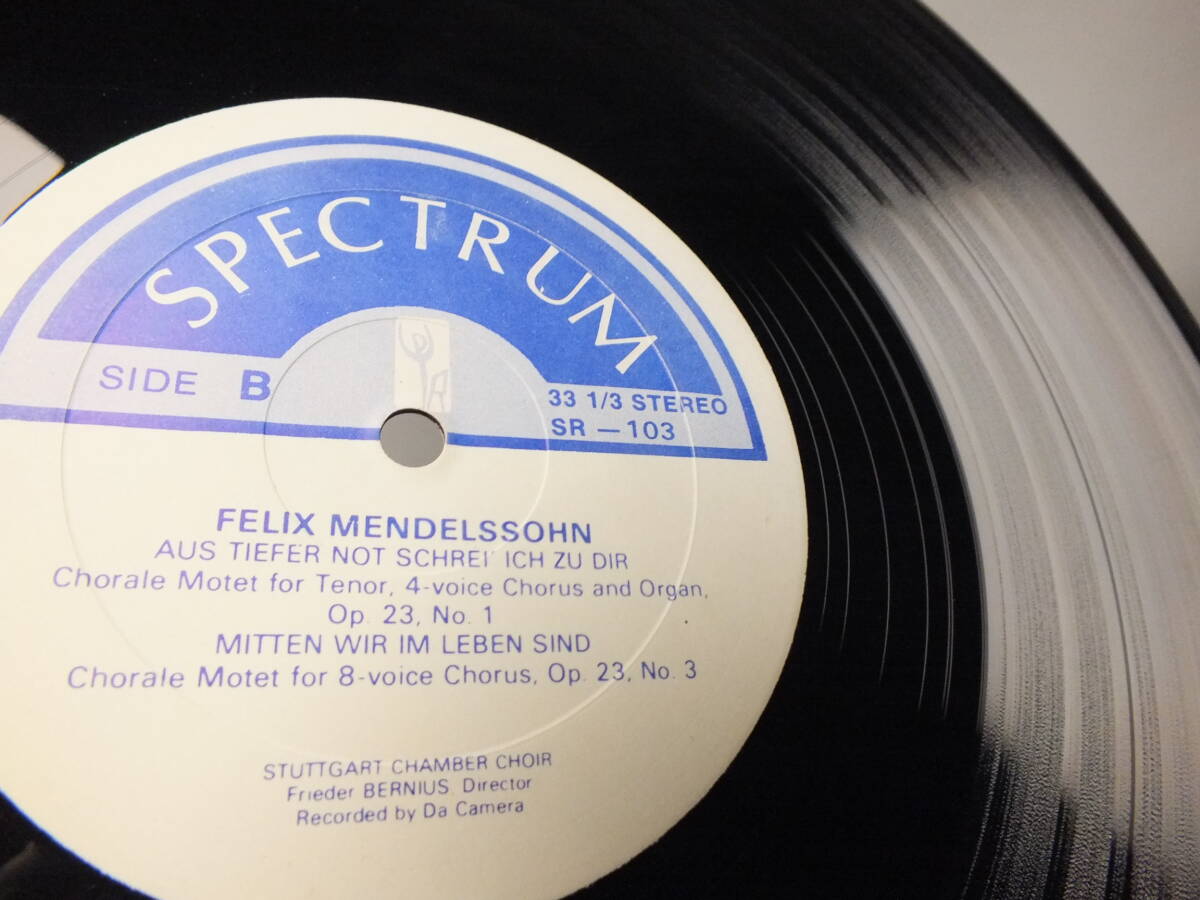 SPECTRUM
SIDE B
33 1/3 STEREO
SR — 103
FELIX MENDELSSOHN
AUS TIEFER NOT SCHREI' ICH ZU DIR
Chorale Motet for Tenor, 4-voice Chorus and Organ,
Op. 23, No. 1
MITTEN WIR IM LEBEN SIND
Chorale Motet for 8-voice Chorus, Op. 23, No. 3
STUTTGART CHAMBER CHOIR
Frieder BERNIUS, Director
Recorded by Da Camera